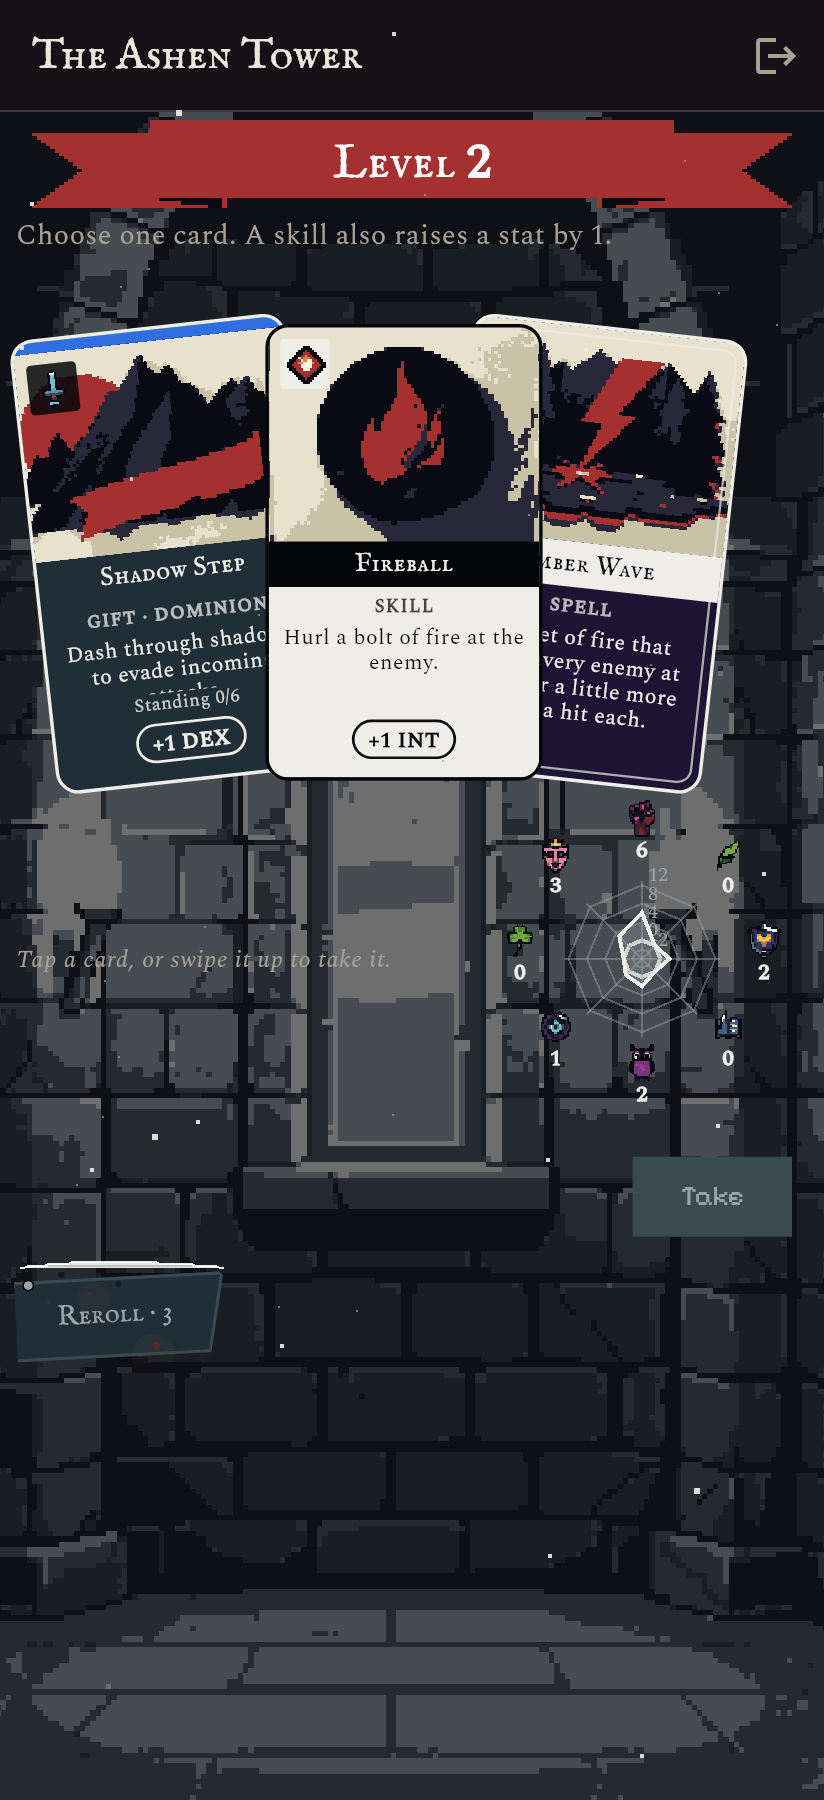 The Ashen Tower
Level 2
Choose one card. A skill also raises a stat by 1.
Shadow Step
GIFT · DOMINION
Dash through shado
to evade incomin
Standing 0/6
+1 DEX
Fireball
SKILL
Hurl a bolt of fire at the
enemy.
+1 INT
mber Wave
SPELL
et of fire that
very enemy at
r a little more
a hit each.
6
3
0
12
8
4
2
0
2
1
0
2
Tap a card, or swipe it up to take it.
Take
Reroll · 3